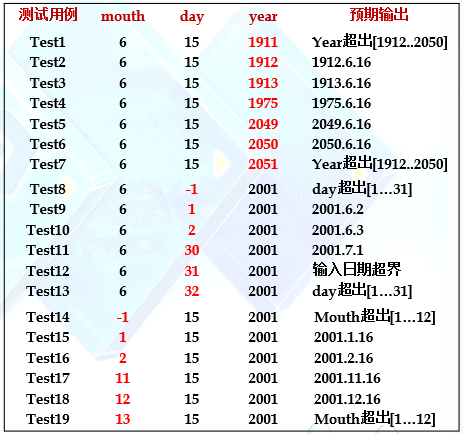 测试用例 mouth day year 预期输出
Test1 6 15 1911 Year超出[1912..2050]
Test2 6 15 1912 1912.6.16
Test3 6 15 1913 1913.6.16
Test4 6 15 1975 1975.6.16
Test5 6 15 2049 2049.6.16
Test6 6 15 2050 2050.6.16
Test7 6 15 2051 Year超出[1912..2050]
Test8 6 -1 2001 day超出[1…31]
Test9 6 1 2001 2001.6.2
Test10 6 2 2001 2001.6.3
Test11 6 30 2001 2001.7.1
Test12 6 31 2001 输入日期超界
Test13 6 32 2001 day超出[1…31]
Test14 -1 15 2001 Mouth超出[1…12]
Test15 1 15 2001 2001.1.16
Test16 2 15 2001 2001.2.16
Test17 11 15 2001 2001.11.16
Test18 12 15 2001 2001.12.16
Test19 13 15 2001 Mouth超出[1…12]